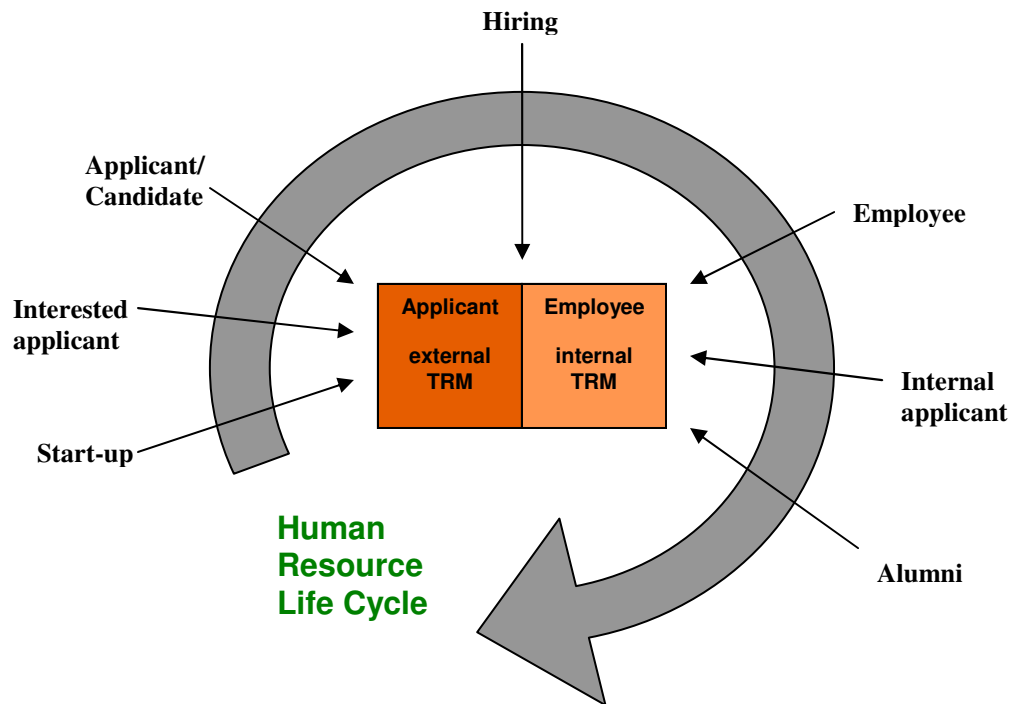 Hiring
Applicant/
Candidate
Employee
Interested
applicant
Applicant
external
TRM
Employee
internal
TRM
Internal
applicant
Start-up
Human
Resource
Life Cycle
Alumni